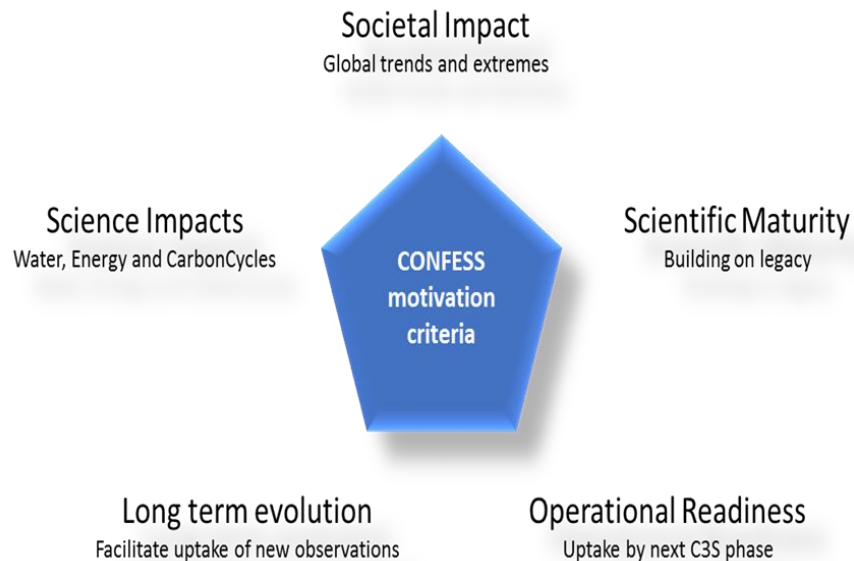 Societal Impact
Global trends and extremes
Science Impacts
Water, Energy and CarbonCycles
Scientific Maturity
Building on legacy
CONFESS
motivation
criteria
Long term evolution
Facilitate uptake of new observations
Operational Readiness
Uptake by next C3S phase